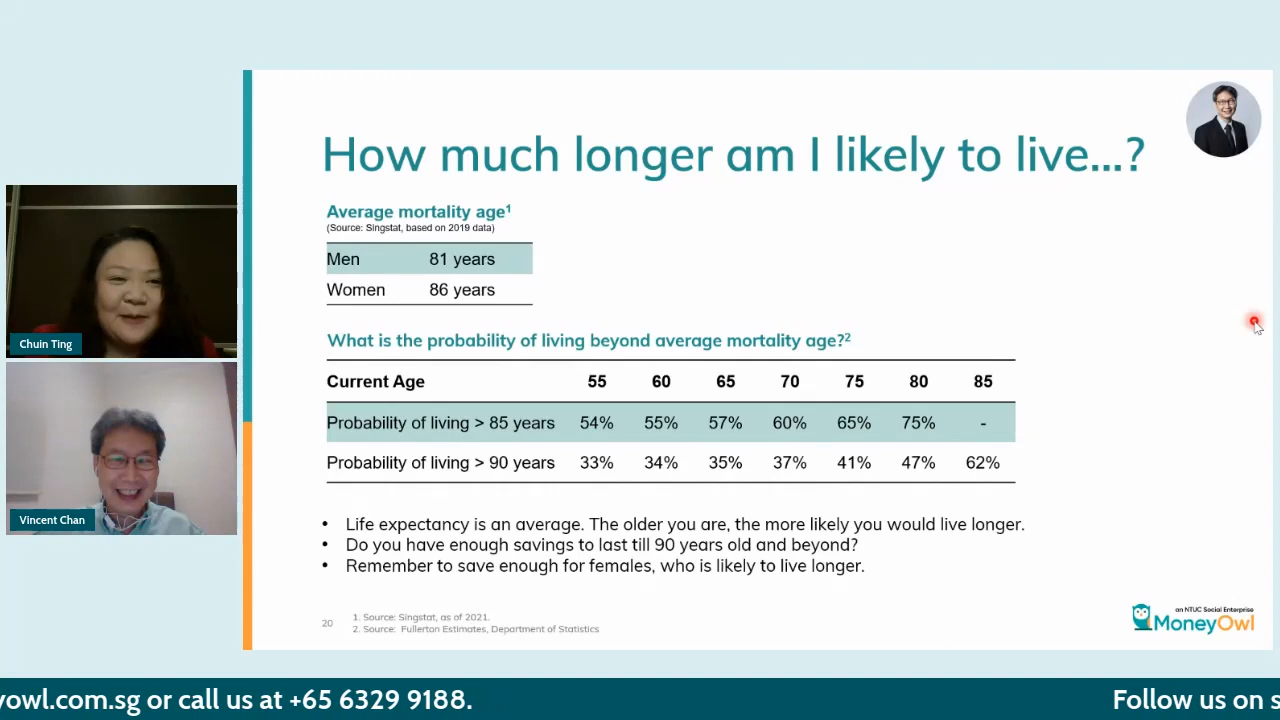 How much longer am I likely to live...?
Average mortality age¹
(Source: Singstat, based on 2019 data)
Men 81 years
Women 86 years
What is the probability of living beyond average mortality age?²
Current Age 55 60 65 70 75 80 85
Probability of living > 85 years 54% 55% 57% 60% 65% 75% -
Probability of living > 90 years 33% 34% 35% 37% 41% 47% 62%
• Life expectancy is an average. The older you are, the more likely you would live longer.
• Do you have enough savings to last till 90 years old and beyond?
• Remember to save enough for females, who is likely to live longer.
20
1. Source: Singstat, as of 2021.
2. Source: Fullerton Estimates, Department of Statistics
an NTUC Social Enterprise
MoneyOwl
Chuin Ting
Vincent Chan
yowl.com.sg or call us at +65 6329 9188.
Follow us on s